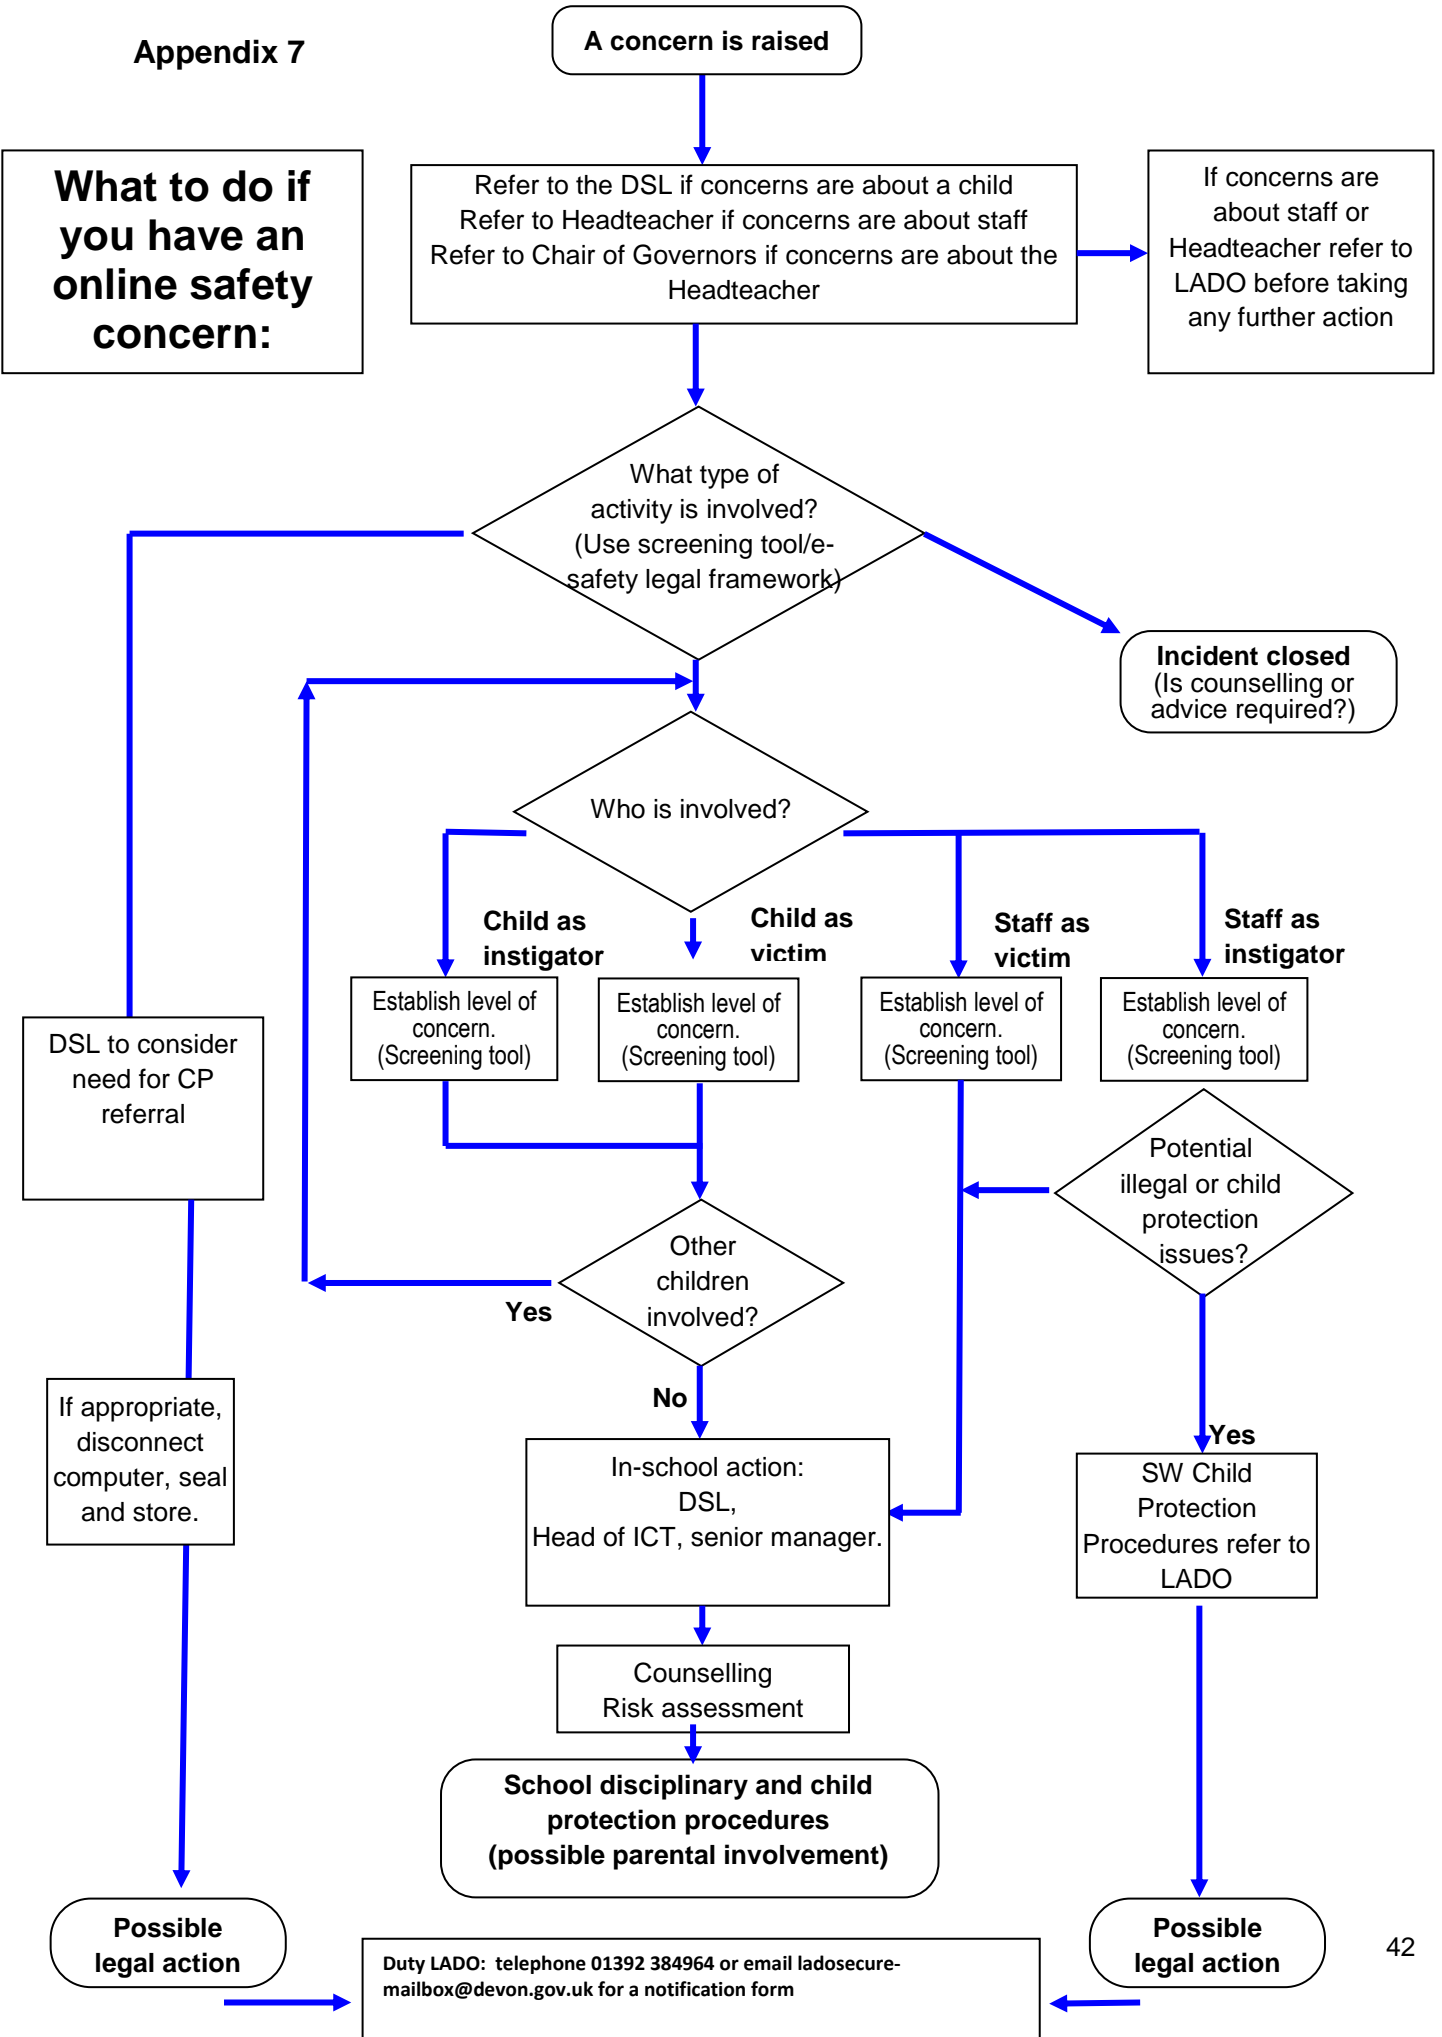 Appendix 7
A concern is raised
What to do if
you have an
online safety
concern:
Refer to the DSL if concerns are about a child
Refer to Headteacher if concerns are about staff
Refer to Chair of Governors if concerns are about the
Headteacher
If concerns are
about staff or
Headteacher refer to
LADO before taking
any further action
What type of
activity is involved?
(Use screening tool/e-
safety legal framework)
Incident closed
(Is counselling or
advice required?)
Who is involved?
Child as
instigator
Child as
victim
Staff as
victim
Staff as
instigator
Establish level of
concern.
(Screening tool)
Establish level of
concern.
(Screening tool)
Establish level of
concern.
(Screening tool)
Establish level of
concern.
(Screening tool)
DSL to consider
need for CP
referral
Potential
illegal or child
protection
issues?
Other
children
involved?
Yes
No
If appropriate,
disconnect
computer, seal
and store.
In-school action:
DSL,
Head of ICT, senior manager.
Yes
SW Child
Protection
Procedures refer to
LADO
Counselling
Risk assessment
School disciplinary and child
protection procedures
(possible parental involvement)
Possible
legal action
Possible
legal action
42
Duty LADO:  telephone 01392 384964 or email ladosecure-
mailbox@devon.gov.uk for a notification form